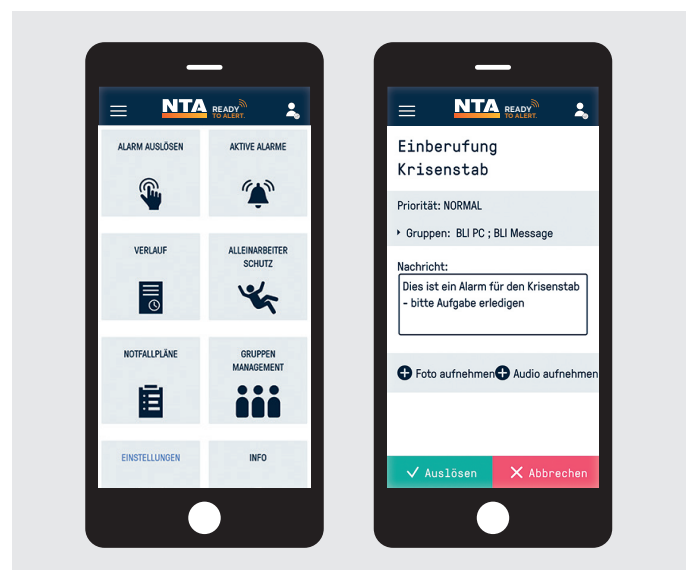 NTA READY
TO ALERT.
ALARM AUSLÖSEN
AKTIVE ALARME
VERLAUF
ALLEINARBEITER
SCHUTZ
NOTFALLPLÄNE
GRUPPEN
MANAGEMENT
EINSTELLUNGEN
INFO
NTA READY
TO ALERT.
Einberufung
Krisenstab
Priorität: NORMAL
Gruppen: BLI PC ; BLI Message
Nachricht:
Dies ist ein Alarm für den Krisenstab
- bitte Aufgabe erledigen
Foto aufnehmen
Audio aufnehmen
Auslösen
Abbrechen